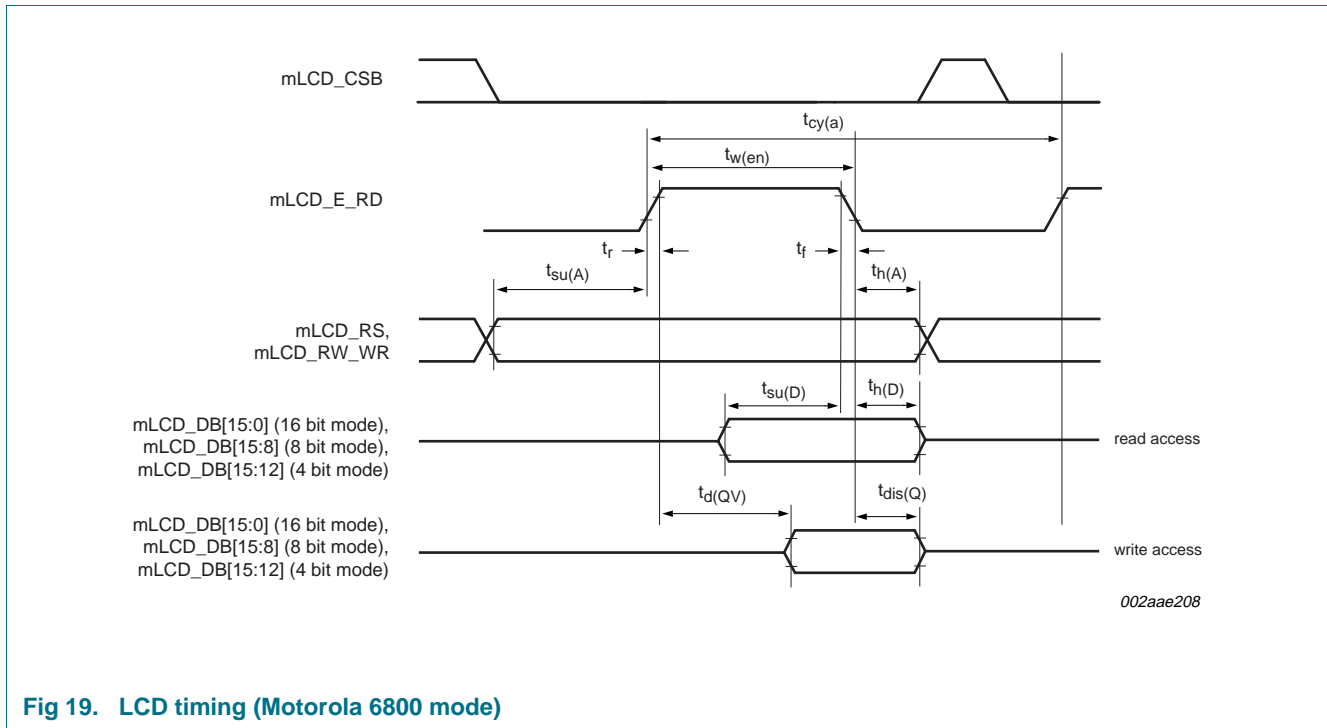 mLCD_CSB
tcy(a)
tw(en)
mLCD_E_RD
tr
tf
tsu(A)
th(A)
mLCD_RS,
mLCD_RW_WR
tsu(D)
th(D)
mLCD_DB[15:0] (16 bit mode),
mLCD_DB[15:8] (8 bit mode),
mLCD_DB[15:12] (4 bit mode)
read access
td(QV)
tdis(Q)
mLCD_DB[15:0] (16 bit mode),
mLCD_DB[15:8] (8 bit mode),
mLCD_DB[15:12] (4 bit mode)
write access
002aae208
Fig 19. LCD timing (Motorola 6800 mode)